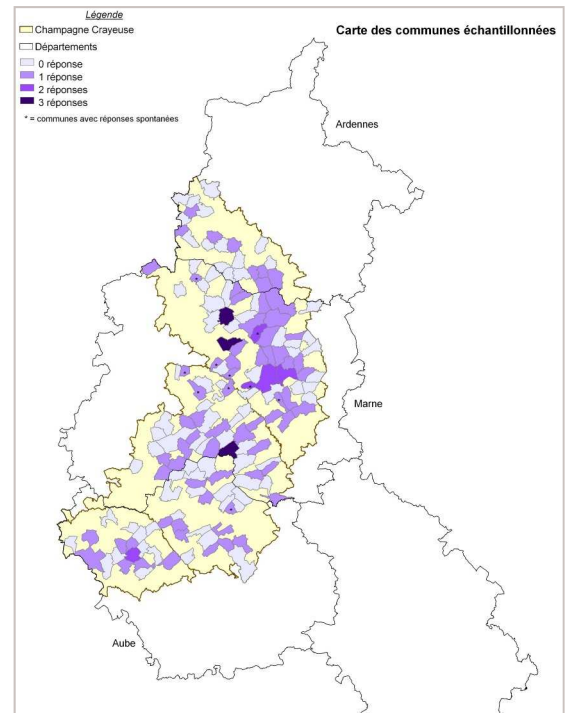 Légende
Champagne Crayeuse
Départements
0 réponse
1 réponse
2 réponses
3 réponses
* = communes avec réponses spontanées
Carte des communes échantillonnées
Ardennes
Marne
Aube